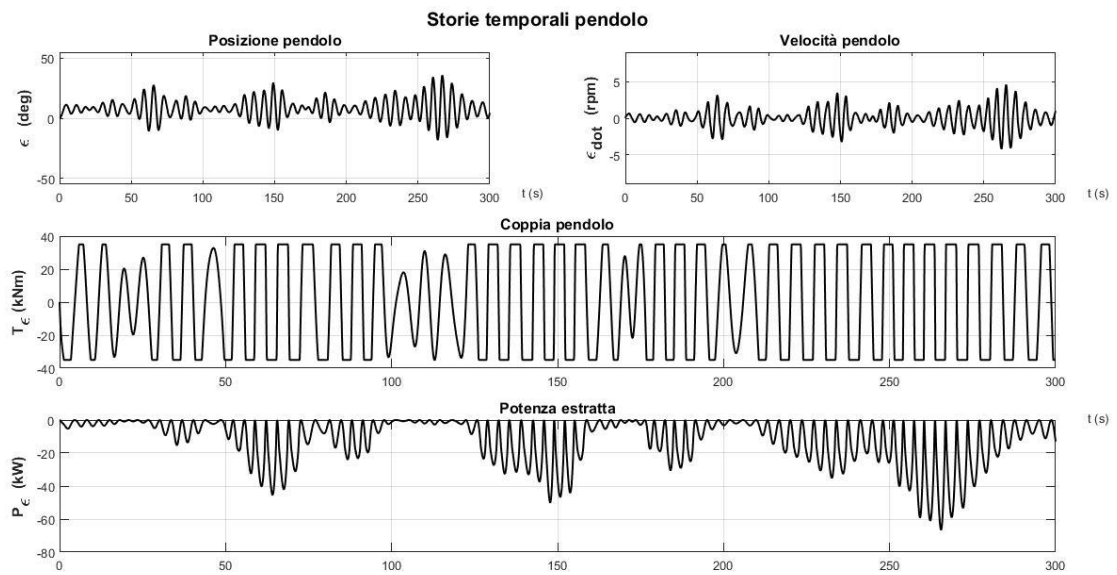 Storie temporali pendolo
Posizione pendolo
ϵ (deg)
50
0
-50
0 50 100 150 200 250 300
t (s)
Velocità pendolo
ϵdot (rpm)
5
0
-5
0 50 100 150 200 250 300
t (s)
Coppia pendolo
Tϵ (kNm)
40
20
0
-20
-40
0 50 100 150 200 250 300
t (s)
Potenza estratta
Pϵ (kW)
0
-20
-40
-60
-80
0 50 100 150 200 250 300